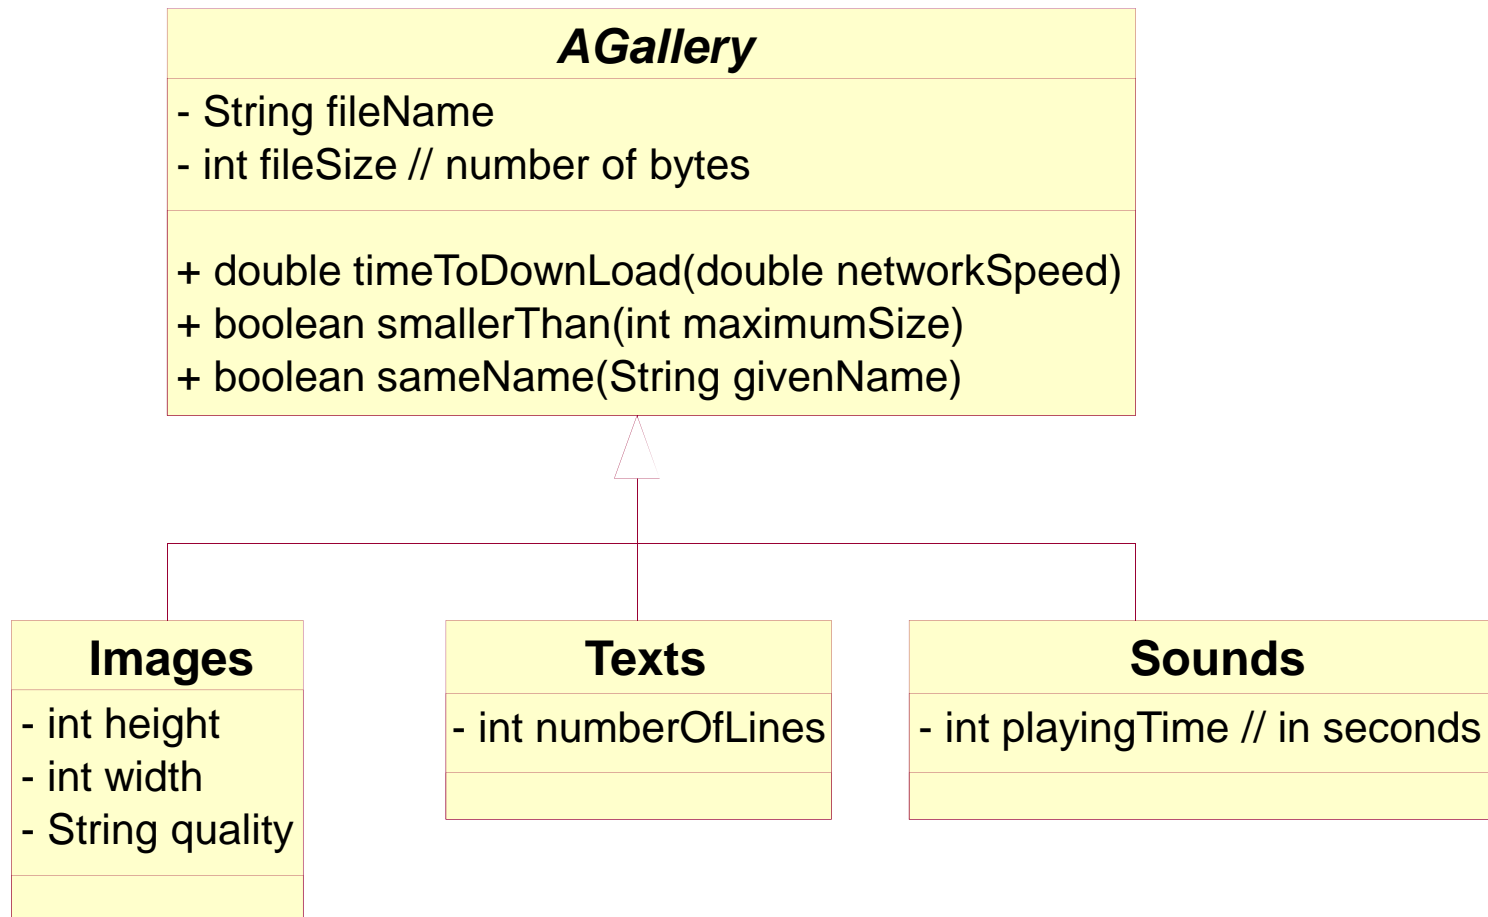 AGallery
- String fileName
- int fileSize // number of bytes
+ double timeToDownLoad(double networkSpeed)
+ boolean smallerThan(int maximumSize)
+ boolean sameName(String givenName)
Images
- int height
- int width
- String quality
Texts
- int numberOfLines
Sounds
- int playingTime // in seconds